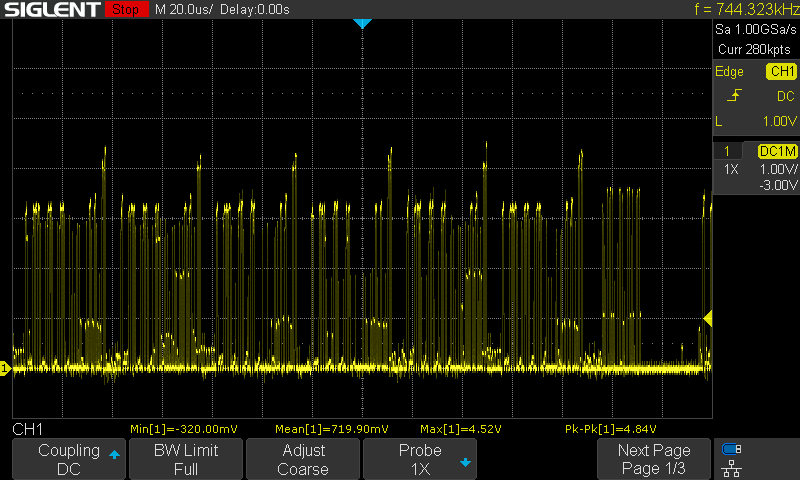 SIGLENT Stop M 20.0us/ Delay:0.00s f = 744.323kHz
Sa 1.00GSa/s
Curr 280kpts
Edge CH1
DC
L 1.00V
1 DC1M
1X 1.00V/
-3.00V
1
CH1 Min[1]=-320.00mV Mean[1]=719.90mV Max[1]=4.52V Pk-Pk[1]=4.84V
Coupling BW Limit Adjust Probe Next Page
DC Full Coarse 1X Page 1/3